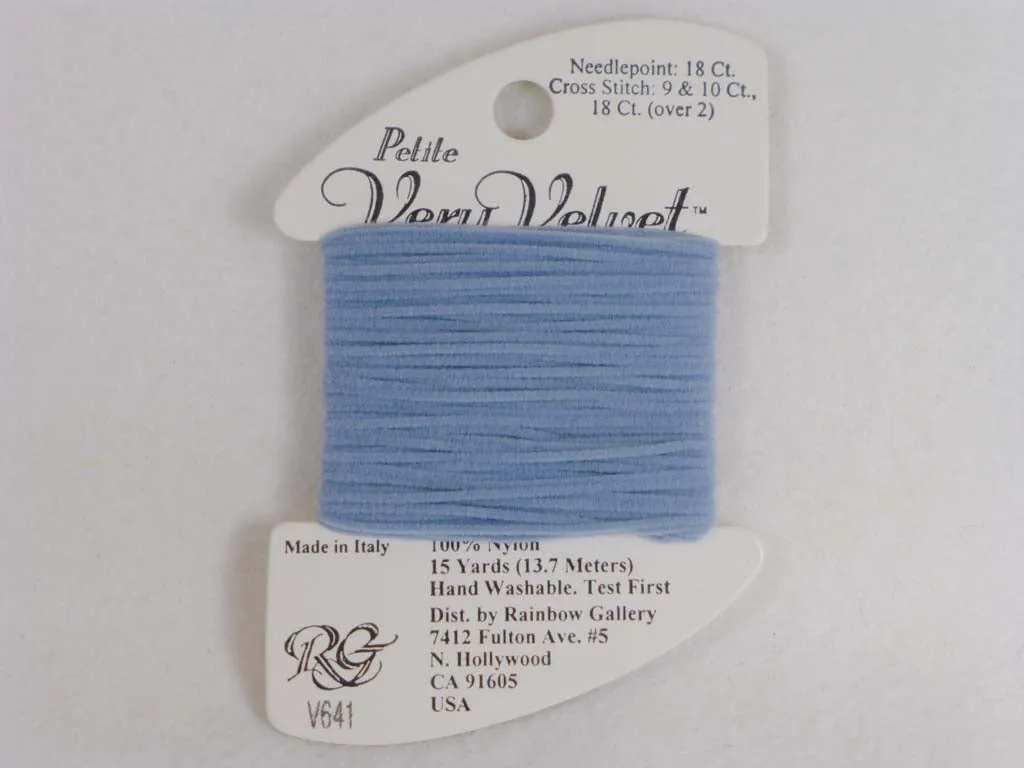 Needlepoint: 18 Ct.
Cross Stitch: 9 & 10 Ct.,
18 Ct. (over 2)
Petite
Very Velvet™
Made in Italy
100% Nylon
15 Yards (13.7 Meters)
Hand Washable. Test First
Dist. by Rainbow Gallery
7412 Fulton Ave. #5
N. Hollywood
CA 91605
USA
RG
V641